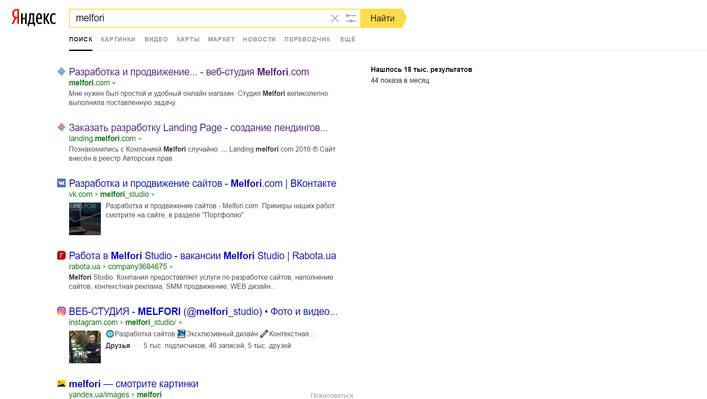 Яндекс
melfori
Найти
ПОИСК КАРТИНКИ ВИДЕО КАРТЫ МАРКЕТ НОВОСТИ ПЕРЕВОДЧИК ЕЩЁ
Разработка и продвижение... - веб-студия Melfori.com
melfori.com
Мне нужен был простой и удобный онлайн магазин. Студия Melfori великолепно
выполнила поставленную задачу.
Заказать разработку Landing Page - создание лендингов...
landing.melfori.com
Познакомились с Компанией Melfori случайно. ... Landing.melfori.com 2016 ® Сайт
внесён в реестр Авторских прав.
Разработка и продвижение сайтов - Melfori.com | ВКонтакте
vk.com › melfori_studio
Разработка и продвижение сайтов - Melfori.com. Примеры наших работ
смотрите на сайте, в разделе "Портфолио".
Работа в Melfori Studio - вакансии Melfori Studio | Rabota.ua
rabota.ua › company3684675
Melfori Studio. Компания предоставляет услуги по разработке сайтов, наполнение
сайтов, контекстная реклама, SMM продвижение, WEB дизайн...
ВЕБ-СТУДИЯ - MELFORI (@melfori_studio) • Фото и видео...
instagram.com › melfori_studio/
Разработка сайтов Эксклюзивный дизайн Контекстная...
Друзья 5 тыс. подписчиков, 46 записей, 5 тыс. друзей
melfori — смотрите картинки
yandex.ua/images › melfori
Пожаловаться
Нашлось 18 тыс. результатов
44 показа в месяц